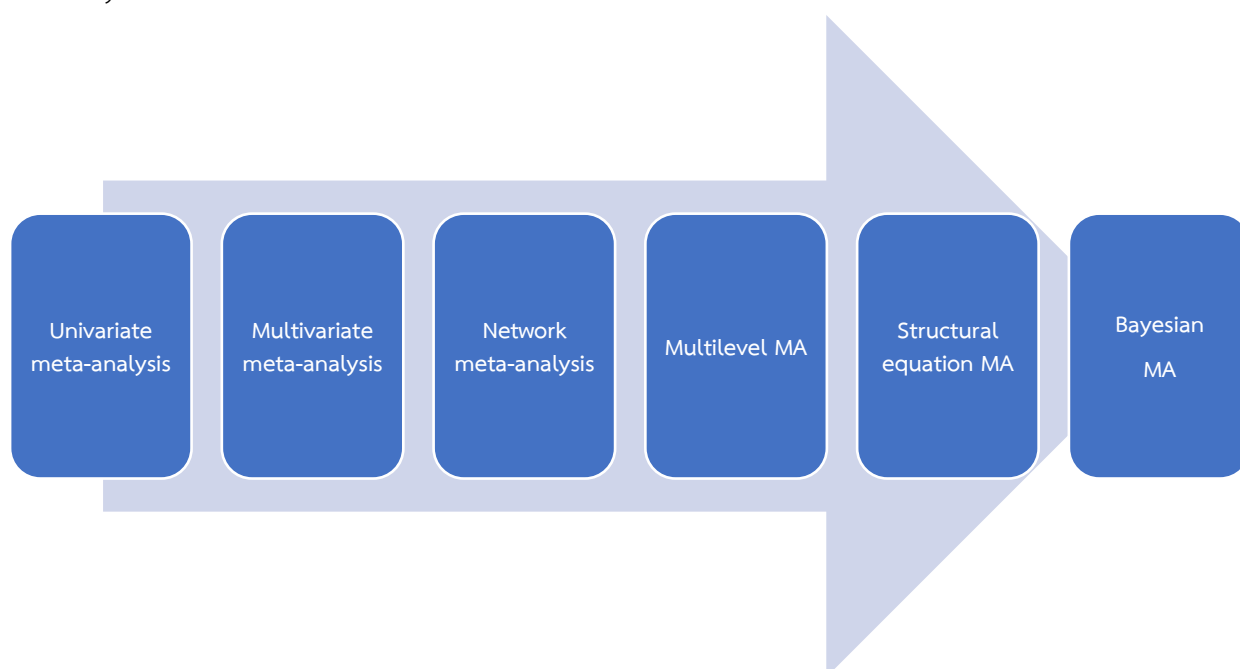 Univariate
meta-analysis
Multivariate
meta-analysis
Network
meta-analysis
Multilevel MA
Structural
equation MA
Bayesian
MA